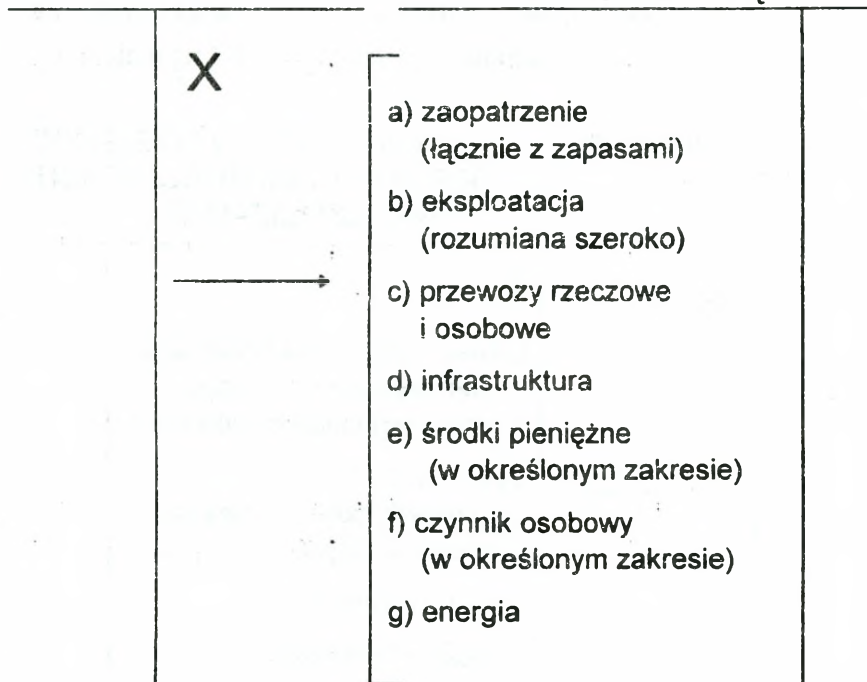 X
a) zaopatrzenie
(łącznie z zapasami)
b) eksploatacja
(rozumiana szeroko)
c) przewozy rzeczowe
i osobowe
d) infrastruktura
e) środki pieniężne
(w określonym zakresie)
f) czynnik osobowy
(w określonym zakresie)
g) energia